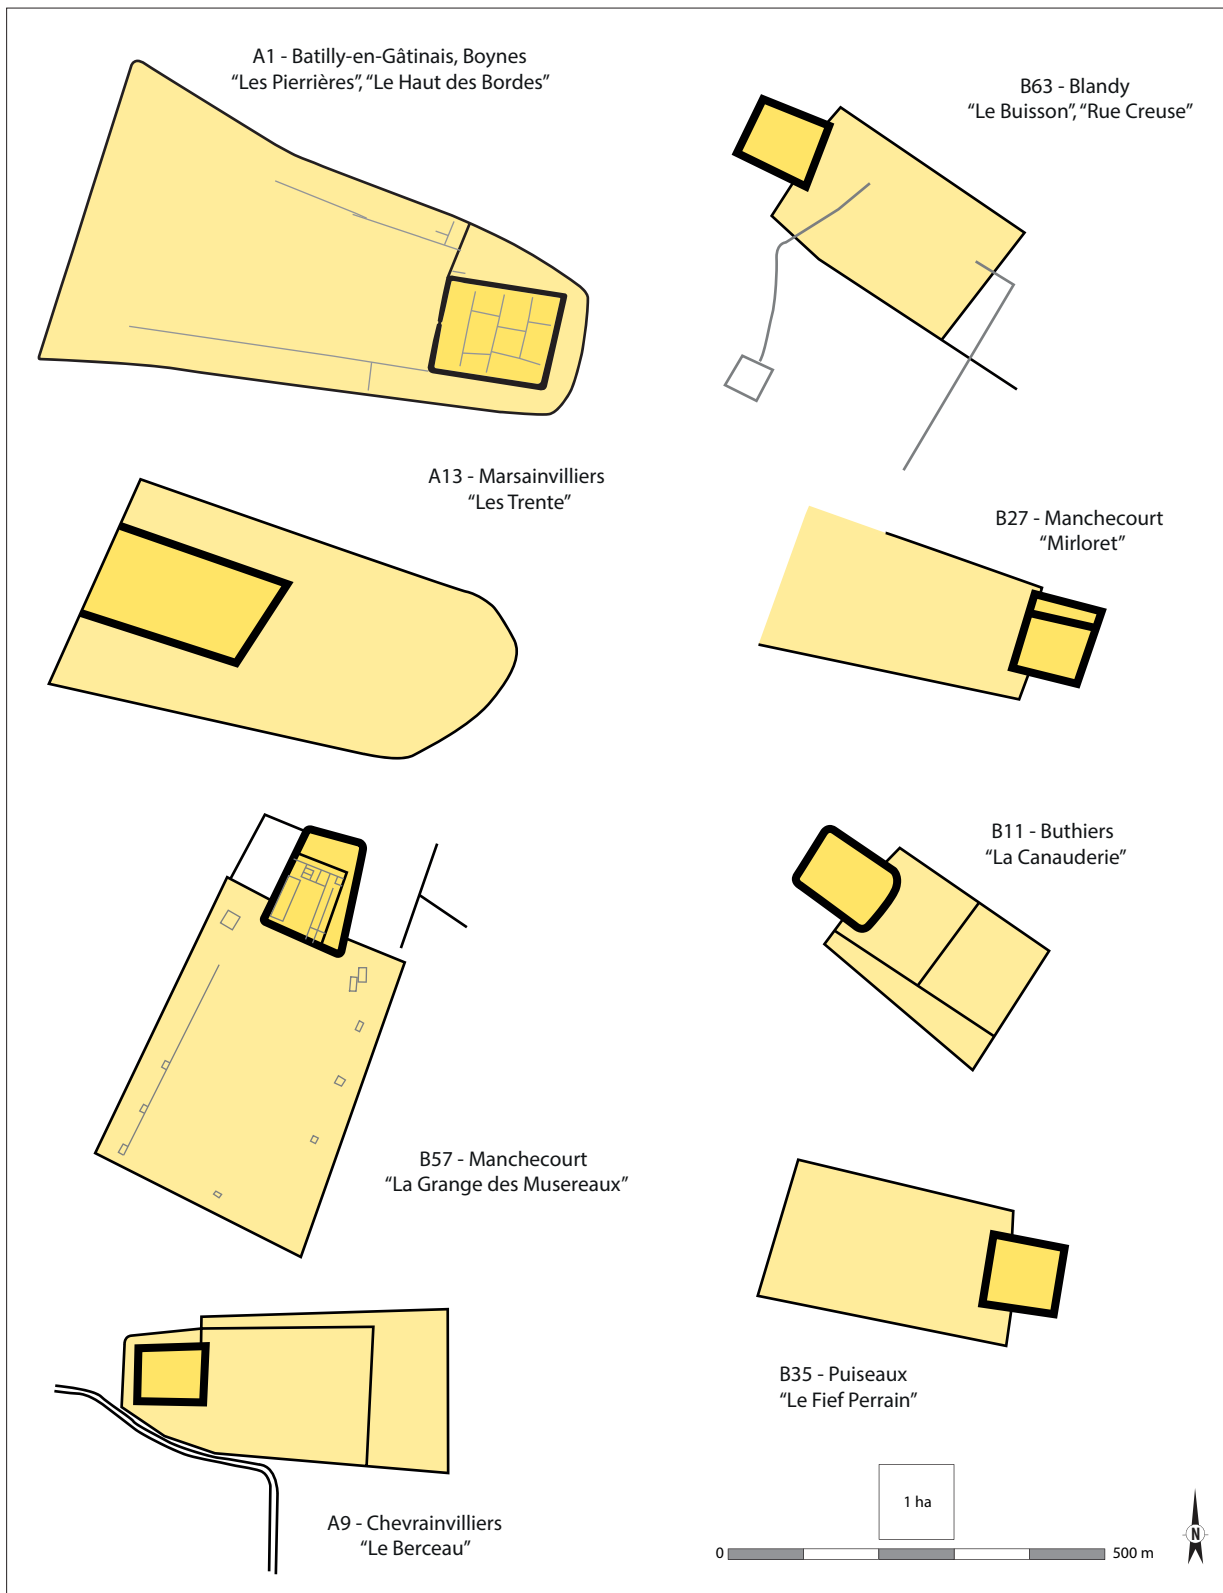 A1 - Batilly-en-Gâtinais, Boynes
“Les Pierrières”, “Le Haut des Bordes”
B63 - Blandy
“Le Buisson”, “Rue Creuse”
A13 - Marsainvilliers
“Les Trente”
B27 - Manchecourt
“Mirloret”
B11 - Buthiers
“La Canauderie”
B57 - Manchecourt
“La Grange des Musereaux”
B35 - Puiseaux
“Le Fief Perrain”
A9 - Chevrainvilliers
“Le Berceau”
1 ha
0 500 m
N